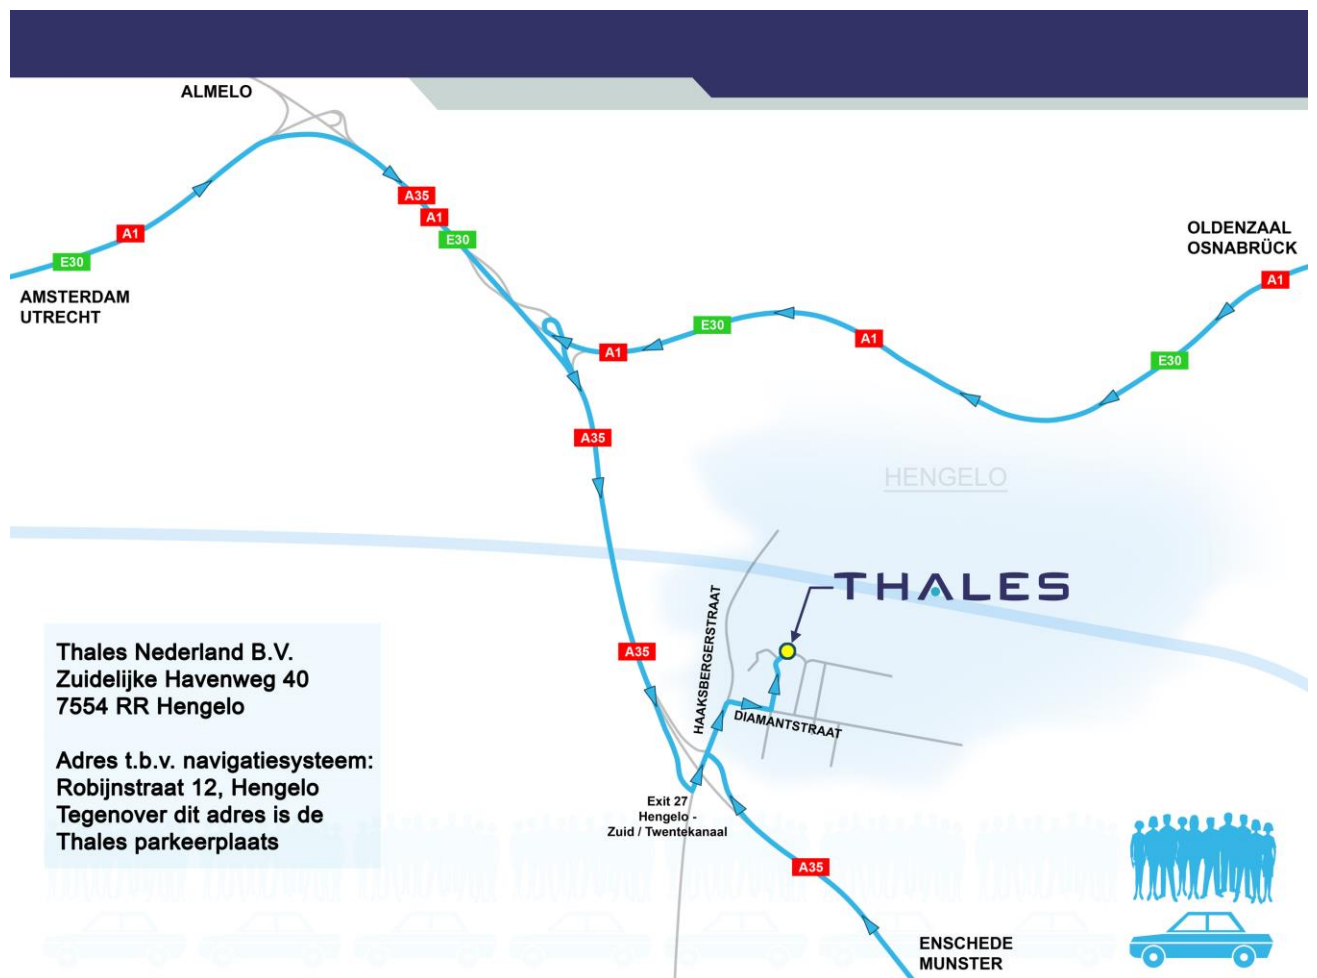 ALMELO
A35
A1
E30
A1
E30
AMSTERDAM
UTRECHT
OLDENZAAL
OSNABRÜCK
A1
E30
A1
E30
A1
A35
HENGELO
THALES
HAAKSBERGERSTRAAT
A35
DIAMANTSTRAAT
Thales Nederland B.V.
Zuidelijke Havenweg 40
7554 RR Hengelo
Adres t.b.v. navigatiesysteem:
Robijnstraat 12, Hengelo
Tegenover dit adres is de
Thales parkeerplaats
Exit 27
Hengelo -
Zuid / Twentekanaal
A35
ENSCHEDE
MUNSTER